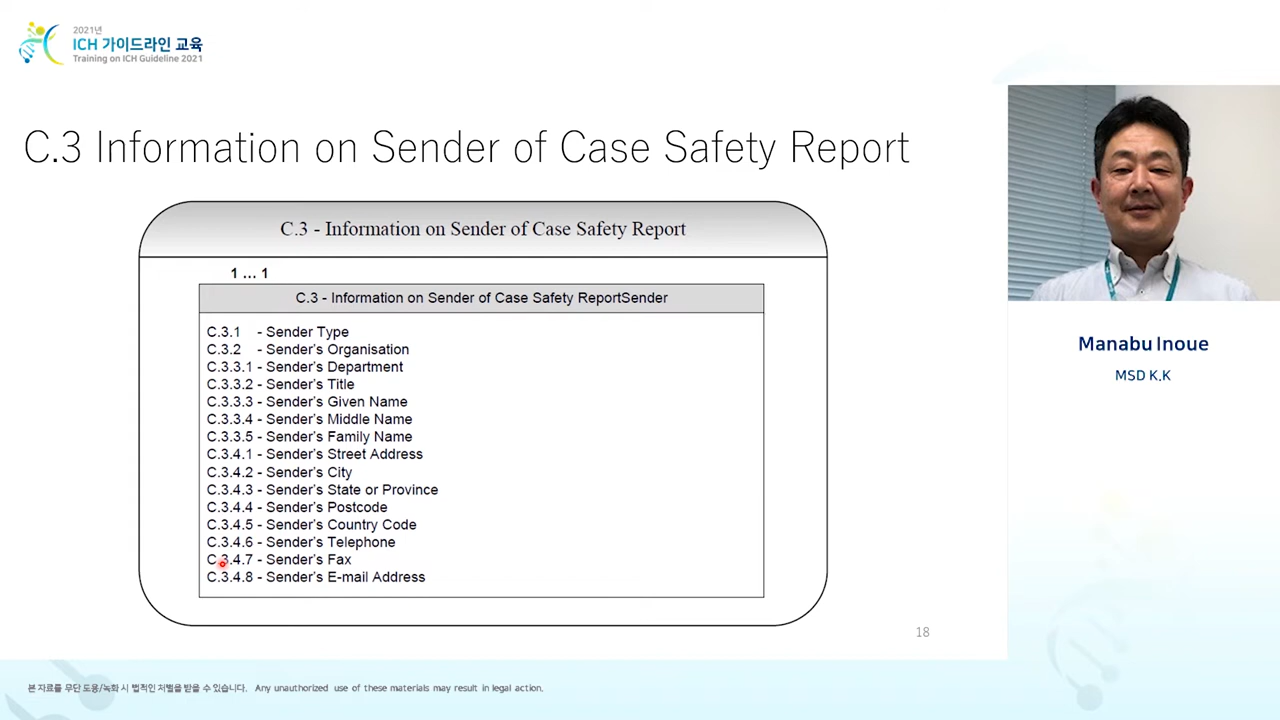 2021년
ICH 가이드라인 교육
Training on ICH Guideline 2021
C.3 Information on Sender of Case Safety Report
C.3 - Information on Sender of Case Safety Report
1 ... 1
C.3 - Information on Sender of Case Safety ReportSender
C.3.1 - Sender Type
C.3.2 - Sender's Organisation
C.3.3.1 - Sender's Department
C.3.3.2 - Sender's Title
C.3.3.3 - Sender's Given Name
C.3.3.4 - Sender's Middle Name
C.3.3.5 - Sender's Family Name
C.3.4.1 - Sender's Street Address
C.3.4.2 - Sender's City
C.3.4.3 - Sender's State or Province
C.3.4.4 - Sender's Postcode
C.3.4.5 - Sender's Country Code
C.3.4.6 - Sender's Telephone
C.3.4.7 - Sender's Fax
C.3.4.8 - Sender's E-mail Address
18
Manabu Inoue
MSD K.K
본 자료를 무단 도용/녹화 시 법적인 처벌을 받을 수 있습니다. Any unauthorized use of these materials may result in legal action.